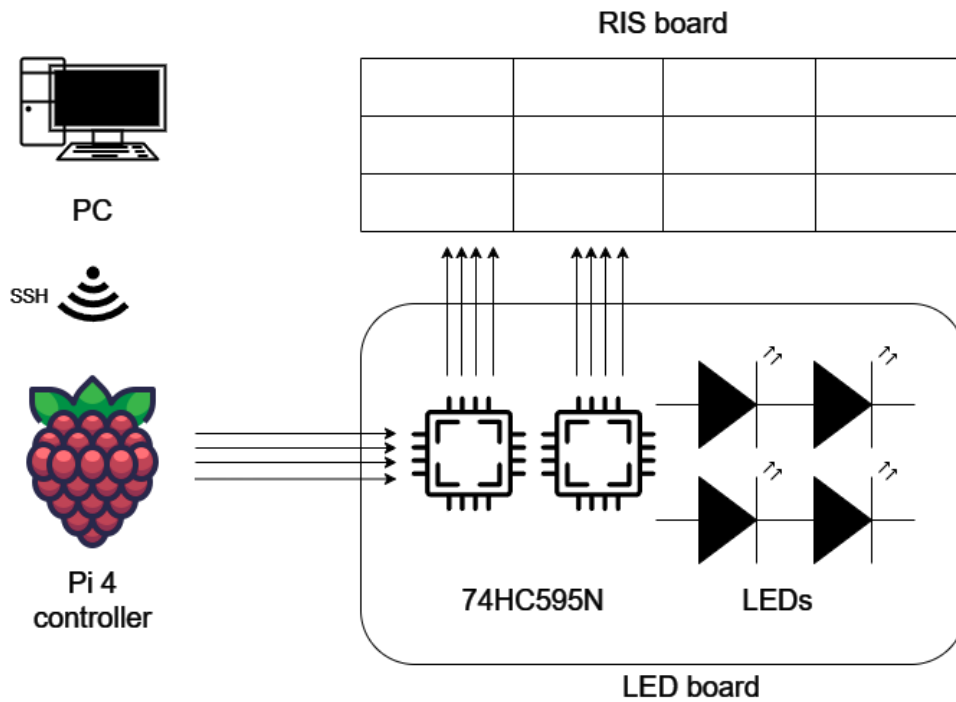 RIS board
PC
SSH
Pi 4
controller
74HC595N
LEDs
LED board